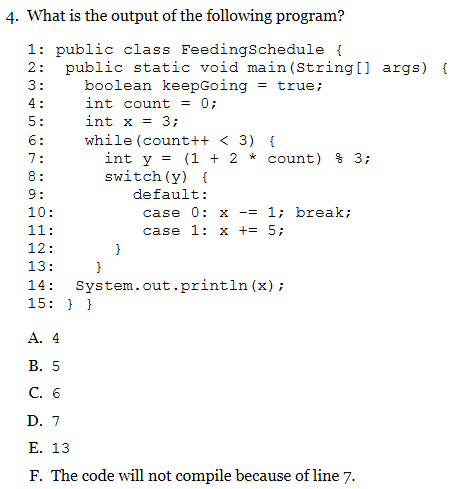 4. What is the output of the following program?
1: public class FeedingSchedule {
2: public static void main(String[] args) {
3: boolean keepGoing = true;
4: int count = 0;
5: int x = 3;
6: while(count++ < 3) {
7: int y = (1 + 2 * count) % 3;
8: switch(y) {
9: default:
10: case 0: x -= 1; break;
11: case 1: x += 5;
12: }
13: }
14: System.out.println(x);
15: } }
A. 4
B. 5
C. 6
D. 7
E. 13
F. The code will not compile because of line 7.